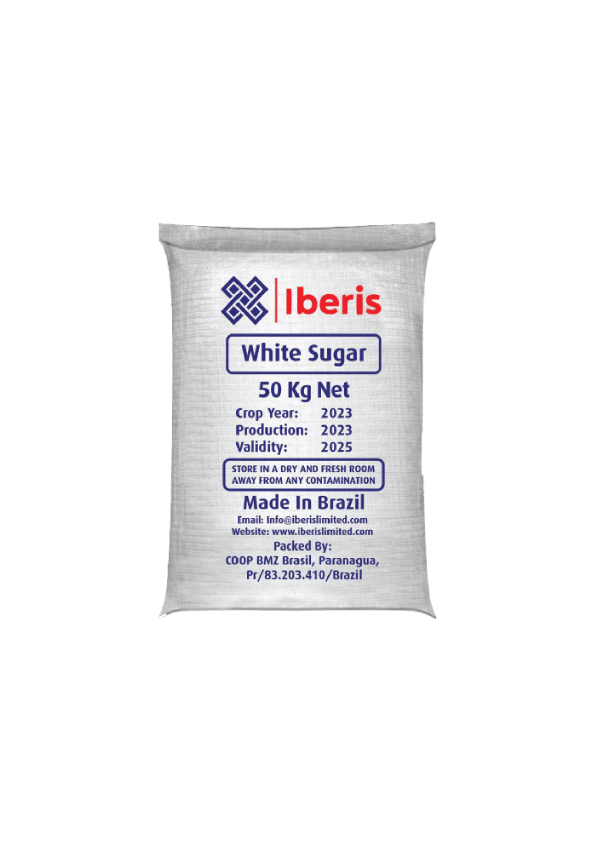 Iberis
White Sugar
50 Kg Net
Crop Year: 2023
Production: 2023
Validity: 2025
STORE IN A DRY AND FRESH ROOM
AWAY FROM ANY CONTAMINATION
Made In Brazil
Email: Info@iberislimited.com
Website: www.iberislimited.com
Packed By:
COOP BMZ Brasil, Paranagua,
Pr/83.203.410/Brazil